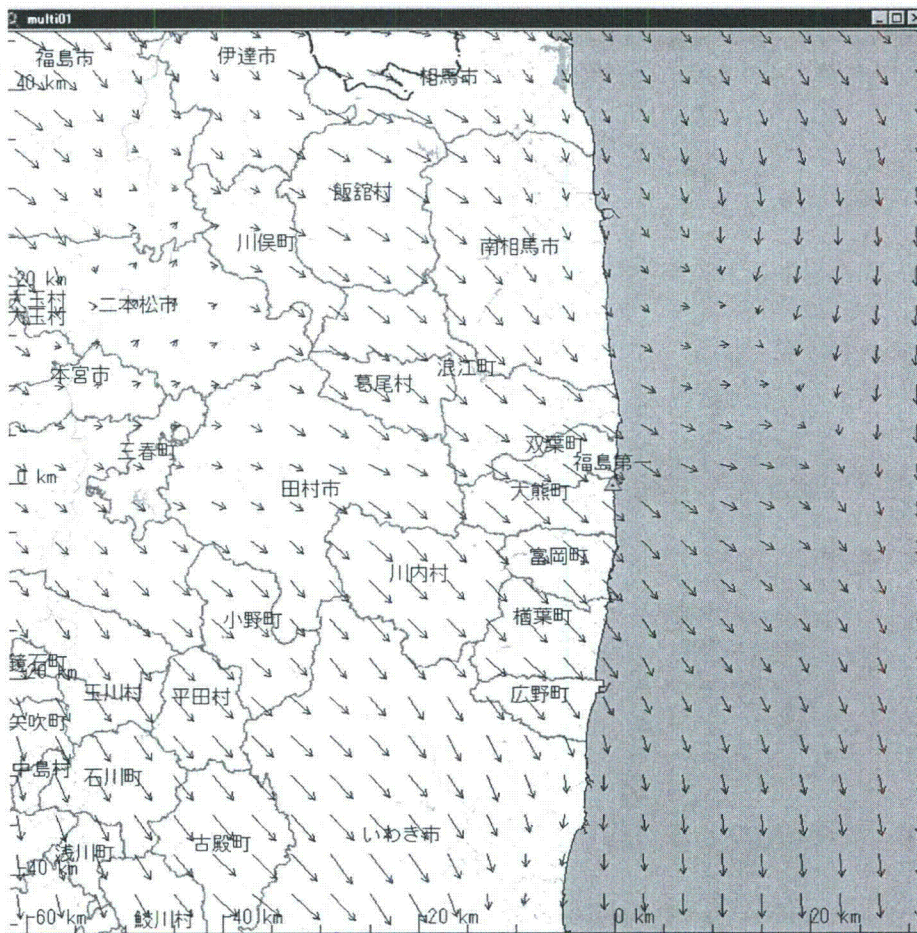 multi01
福島市
伊達市
相馬市
40 km
飯舘村
川俣町
南相馬市
20 km
大玉村
二本松市
大玉村
本宮市
浪江町
葛尾村
双葉町
三春町
福島第一
0 km
田村市
大熊町
富岡町
川内村
小野町
楢葉町
鏡石町
-20 km
玉川村
平田村
広野町
矢吹町
中島村
石川町
いわき市
古殿町
浅川町
-40 km
鮫川村
-60 km
-40 km
-20 km
0 km
20 km